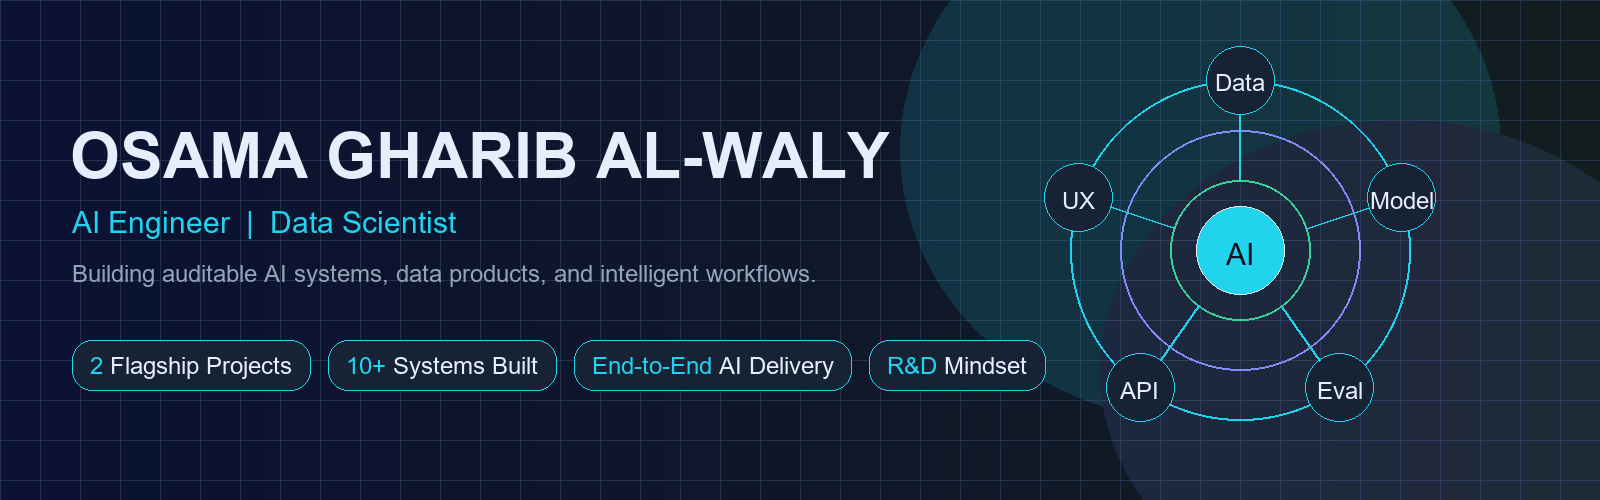 OSAMA GHARIB AL-WALY
AI Engineer | Data Scientist
Building auditable AI systems, data products, and intelligent workflows.
2 Flagship Projects
10+ Systems Built
End-to-End AI Delivery
R&D Mindset
Data
UX
Model
AI
API
Eval